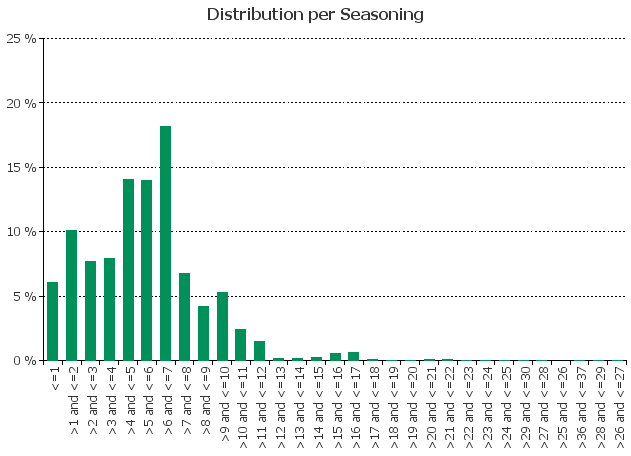 Distribution per Seasoning
25 %
20 %
15 %
10 %
5 %
0 %
<=1
>1 and <=2
>2 and <=3
>3 and <=4
>4 and <=5
>5 and <=6
>6 and <=7
>7 and <=8
>8 and <=9
>9 and <=10
>10 and <=11
>11 and <=12
>12 and <=13
>13 and <=14
>14 and <=15
>15 and <=16
>16 and <=17
>17 and <=18
>18 and <=19
>19 and <=20
>20 and <=21
>21 and <=22
>22 and <=23
>23 and <=24
>24 and <=25
>29 and <=30
>27 and <=28
>25 and <=26
>36 and <=37
>28 and <=29
>26 and <=27